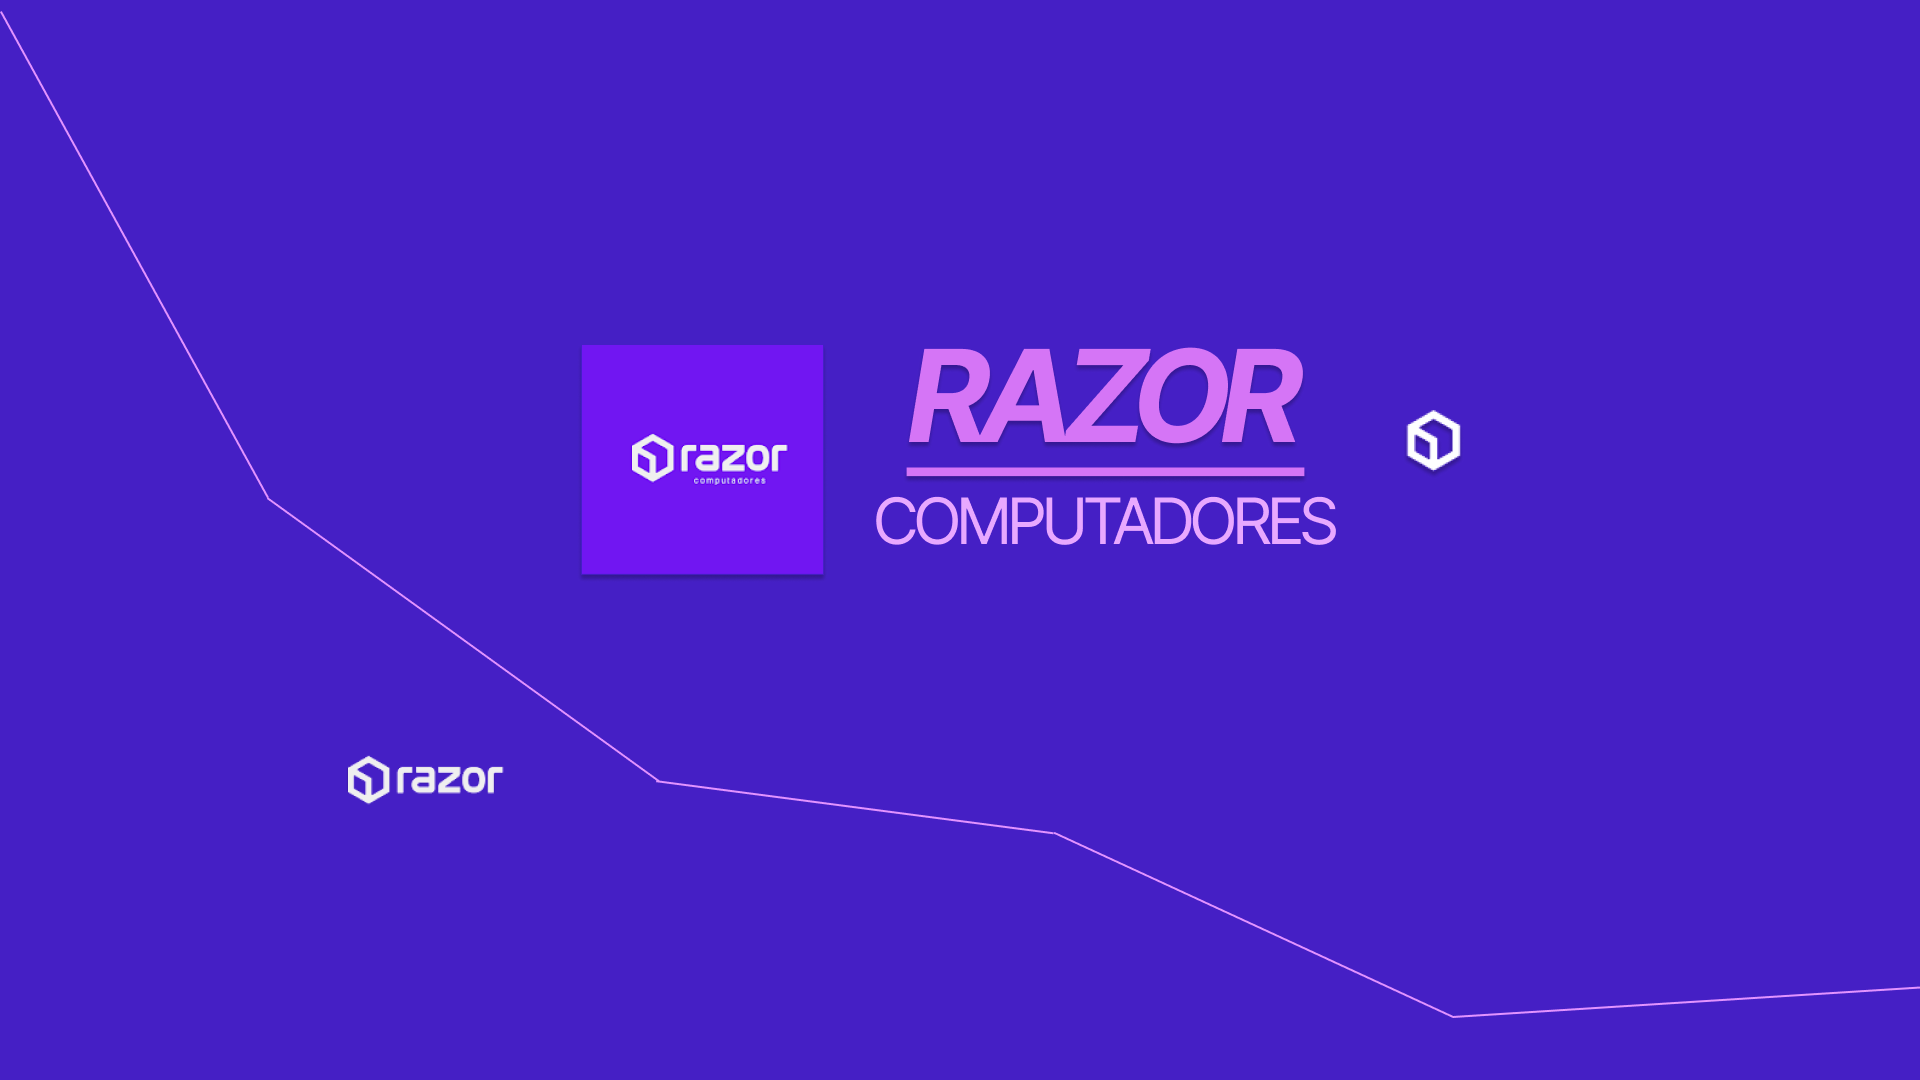 RAZOR
razor
computadores
COMPUTADORES
razor